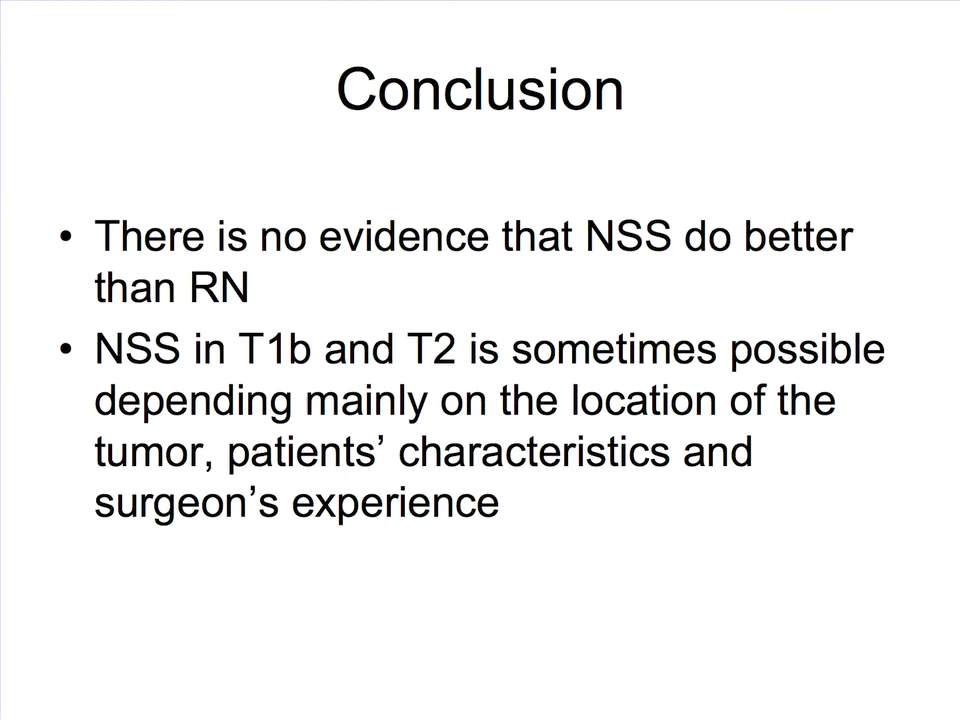 Conclusion
• There is no evidence that NSS do better
than RN
• NSS in T1b and T2 is sometimes possible
depending mainly on the location of the
tumor, patients’ characteristics and
surgeon’s experience